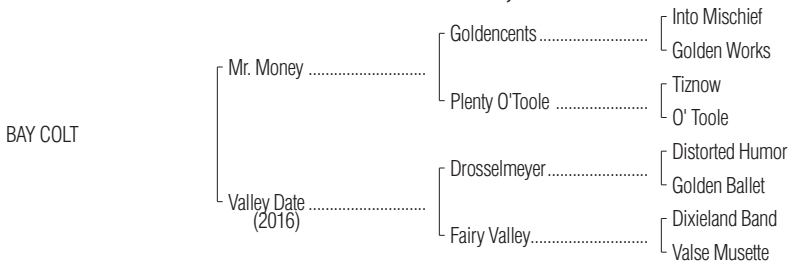 Into Mischief
Goldencents
Golden Works
Mr. Money
Tiznow
Plenty O'Toole
O' Toole
BAY COLT
Distorted Humor
Drosselmeyer
Golden Ballet
Valley Date
(2016)
Dixieland Band
Fairy Valley
Valse Musette